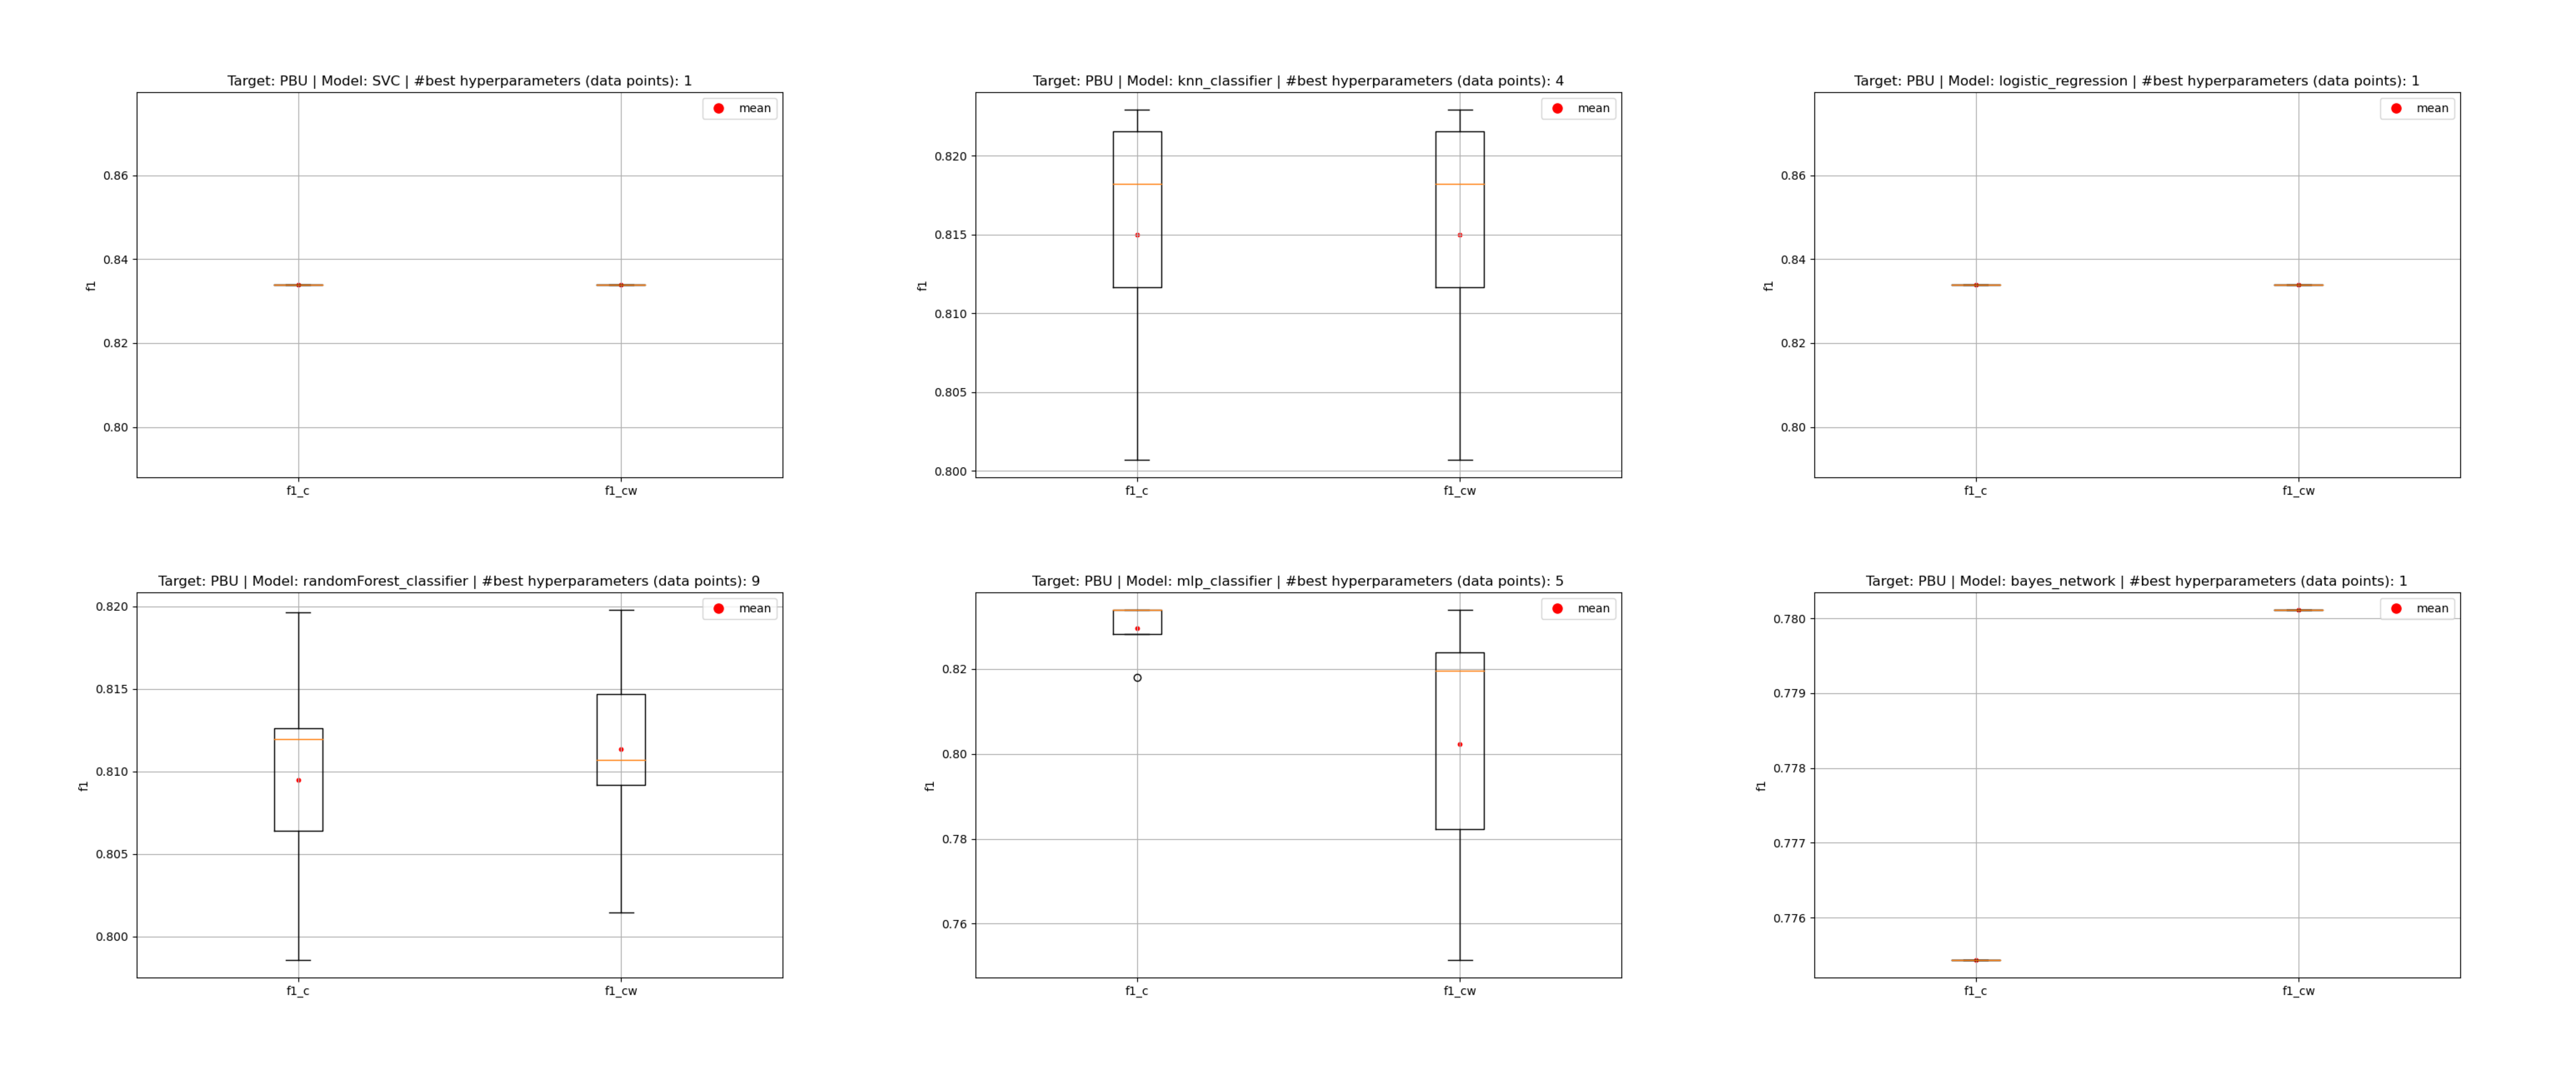 Target: PBU | Model: SVC | #best hyperparameters (data points): 1
mean
0.86
0.84
0.82
0.80
f1
f1_c
f1_cw
Target: PBU | Model: knn_classifier | #best hyperparameters (data points): 4
mean
0.820
0.815
0.810
0.805
0.800
f1
f1_c
f1_cw
Target: PBU | Model: logistic_regression | #best hyperparameters (data points): 1
mean
0.86
0.84
0.82
0.80
f1
f1_c
f1_cw
Target: PBU | Model: randomForest_classifier | #best hyperparameters (data points): 9
mean
0.820
0.815
0.810
0.805
0.800
f1
f1_c
f1_cw
Target: PBU | Model: mlp_classifier | #best hyperparameters (data points): 5
mean
0.82
0.80
0.78
0.76
f1
f1_c
f1_cw
Target: PBU | Model: bayes_network | #best hyperparameters (data points): 1
mean
0.780
0.779
0.778
0.777
0.776
f1
f1_c
f1_cw